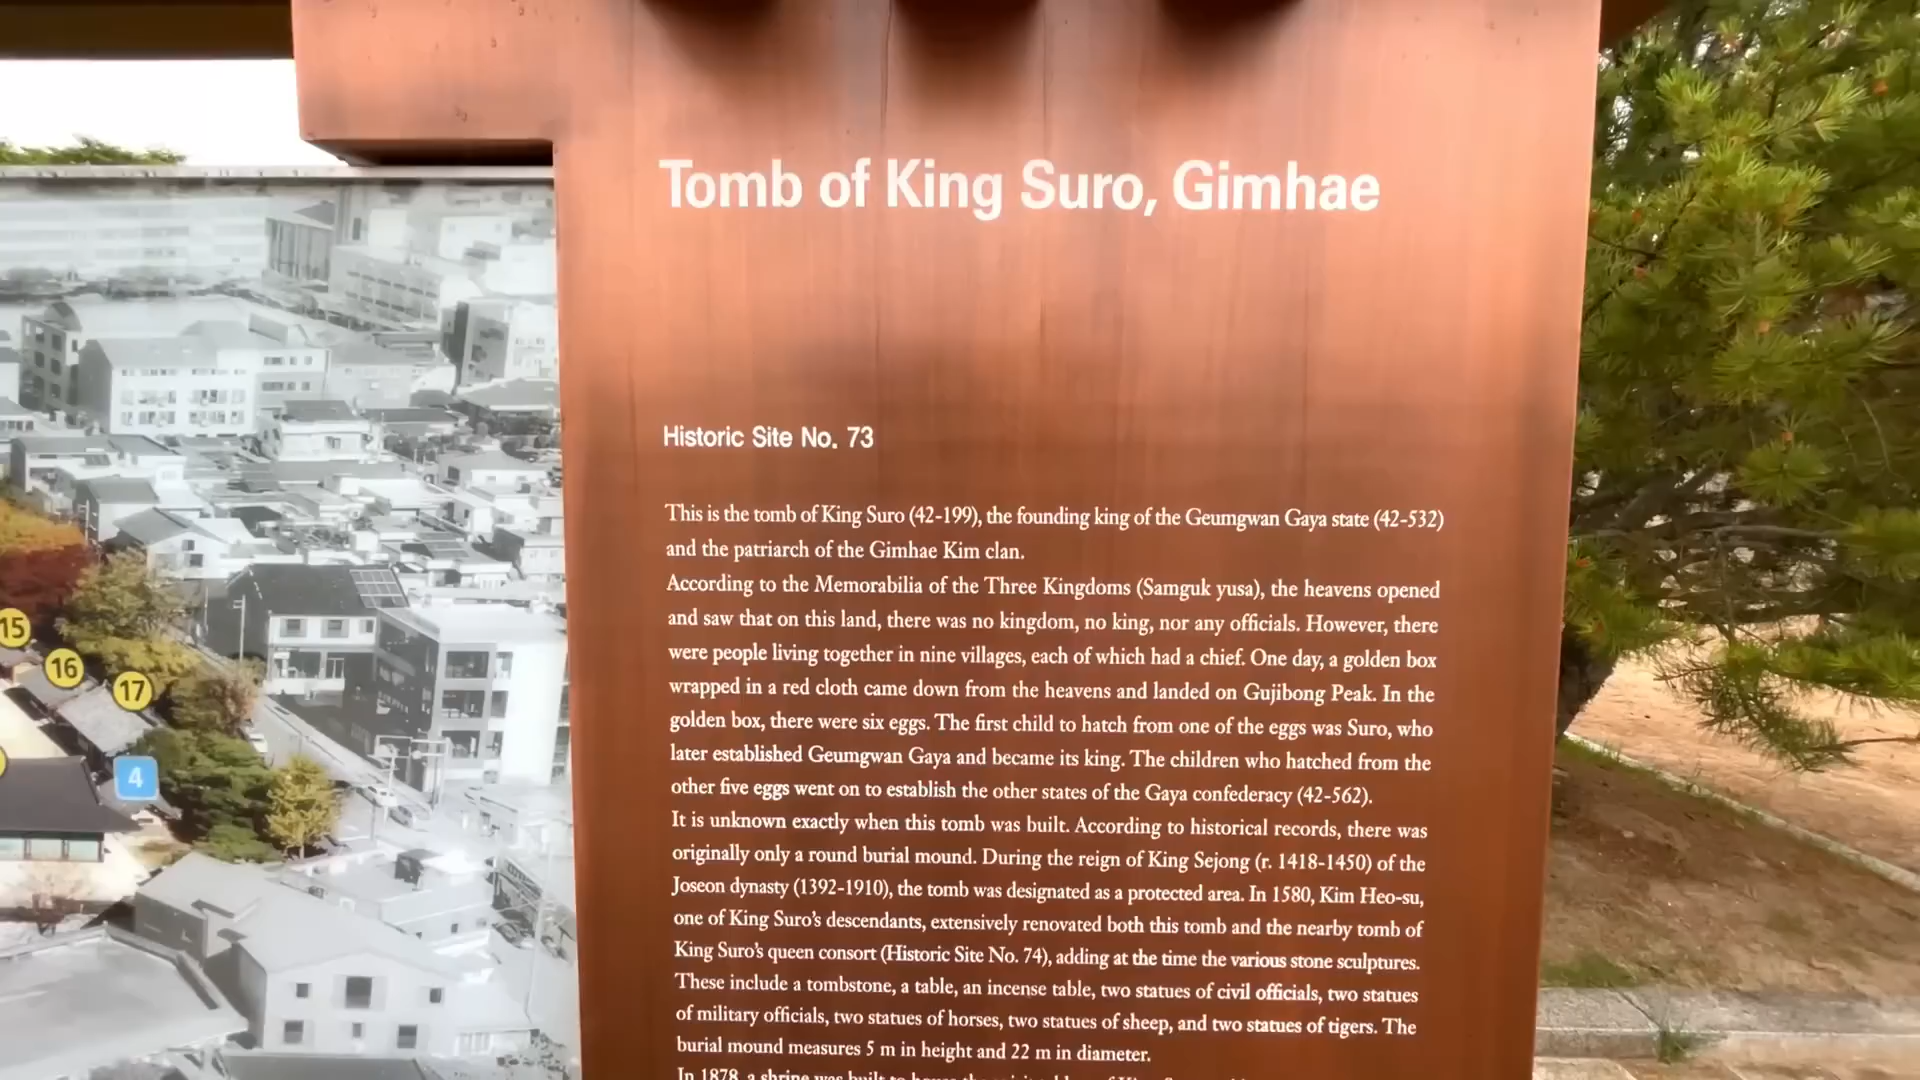 Tomb of King Suro, Gimhae
Historic Site No. 73
This is the tomb of King Suro (42-199), the founding king of the Geumgwan Gaya state (42-532)
and the patriarch of the Gimhae Kim clan.
According to the Memorabilia of the Three Kingdoms (Samguk yusa), the heavens opened
and saw that on this land, there was no kingdom, no king, nor any officials. However, there
were people living together in nine villages, each of which had a chief. One day, a golden box
wrapped in a red cloth came down from the heavens and landed on Gujibong Peak. In the
golden box, there were six eggs. The first child to hatch from one of the eggs was Suro, who
later established Geumgwan Gaya and became its king. The children who hatched from the
other five eggs went on to establish the other states of the Gaya confederacy (42-562).
It is unknown exactly when this tomb was built. According to historical records, there was
originally only a round burial mound. During the reign of King Sejong (r. 1418-1450) of the
Joseon dynasty (1392-1910), the tomb was designated as a protected area. In 1580, Kim Heo-su,
one of King Suro's descendants, extensively renovated both this tomb and the nearby tomb of
King Suro's queen consort (Historic Site No. 74), adding at the time the various stone sculptures.
These include a tombstone, a table, an incense table, two statues of civil officials, two statues
of military officials, two statues of horses, two statues of sheep, and two statues of tigers. The
burial mound measures 5 m in height and 22 m in diameter.
In 1878, a shrine was built to
15
16
17
4